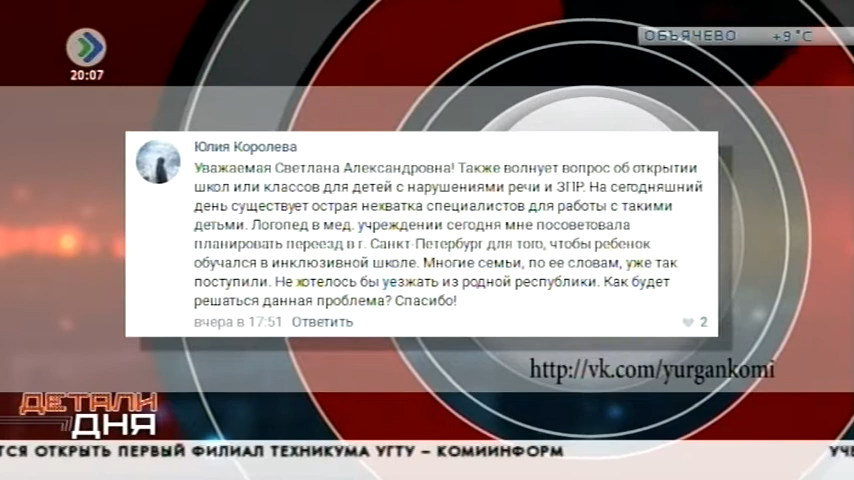 ОБЪЯЧЕВО +9°C
20:07
Юлия Королева
Уважаемая Светлана Александровна! Также волнует вопрос об открытии
школ или классов для детей с нарушениями речи и ЗПР. На сегодняшний
день существует острая нехватка специалистов для работы с такими
детьми. Логопед в мед. учреждении сегодня мне посоветовала
планировать переезд в г. Санкт-Петербург для того, чтобы ребенок
обучался в инклюзивной школе. Многие семьи, по ее словам, уже так
поступили. Не хотелось бы уезжать из родной республики. Как будет
решаться данная проблема? Спасибо!
вчера в 17:51 Ответить 2
http://vk.com/yurgankomi
ДЕТАЛИ
ДНЯ
ТСЯ ОТКРЫТЬ ПЕРВЫЙ ФИЛИАЛ ТЕХНИКУМА УГТУ – КОМИИНФОРМ УЧЕ